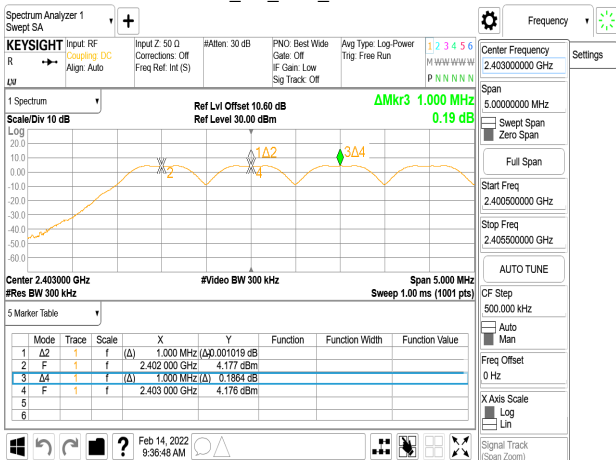 Spectrum Analyzer 1
Swept SA
+
Frequency
KEYSIGHT
R
Input: RF
Coupling: DC
Align: Auto
Input Z: 50 Ω
Corrections: Off
Freq Ref: Int (S)
#Atten: 30 dB
PNO: Best Wide
Gate: Off
IF Gain: Low
Sig Track: Off
Avg Type: Log-Power
Trig: Free Run
1 2 3 4 5 6
M W W W W W
P N N N N N
1 Spectrum
Scale/Div 10 dB
Ref Lvl Offset 10.60 dB
Ref Level 30.00 dBm
ΔMkr3 1.000 MHz
0.19 dB
Log
20.0
10.0
0.00
-10.0
-20.0
-30.0
-40.0
-50.0
-60.0
2
1Δ2
4
3Δ4
Center 2.403000 GHz
#Res BW 300 kHz
#Video BW 300 kHz
Span 5.000 MHz
Sweep 1.00 ms (1001 pts)
5 Marker Table
Mode Trace Scale X Y Function Function Width Function Value
1 Δ2 1 f (Δ) 1.000 MHz (Δ) 0.001019 dB
2 F 1 f 2.402 000 GHz 4.177 dBm
3 Δ4 1 f (Δ) 1.000 MHz (Δ) 0.1864 dB
4 F 1 f 2.403 000 GHz 4.176 dBm
5
6
?
Feb 14, 2022
9:36:48 AM
Center Frequency
2.403000000 GHz
Settings
Span
5.00000000 MHz
Swept Span
Zero Span
Full Span
Start Freq
2.400500000 GHz
Stop Freq
2.405500000 GHz
AUTO TUNE
CF Step
500.000 kHz
Auto
Man
Freq Offset
0 Hz
X Axis Scale
Log
Lin
Signal Track
(Span Zoom)